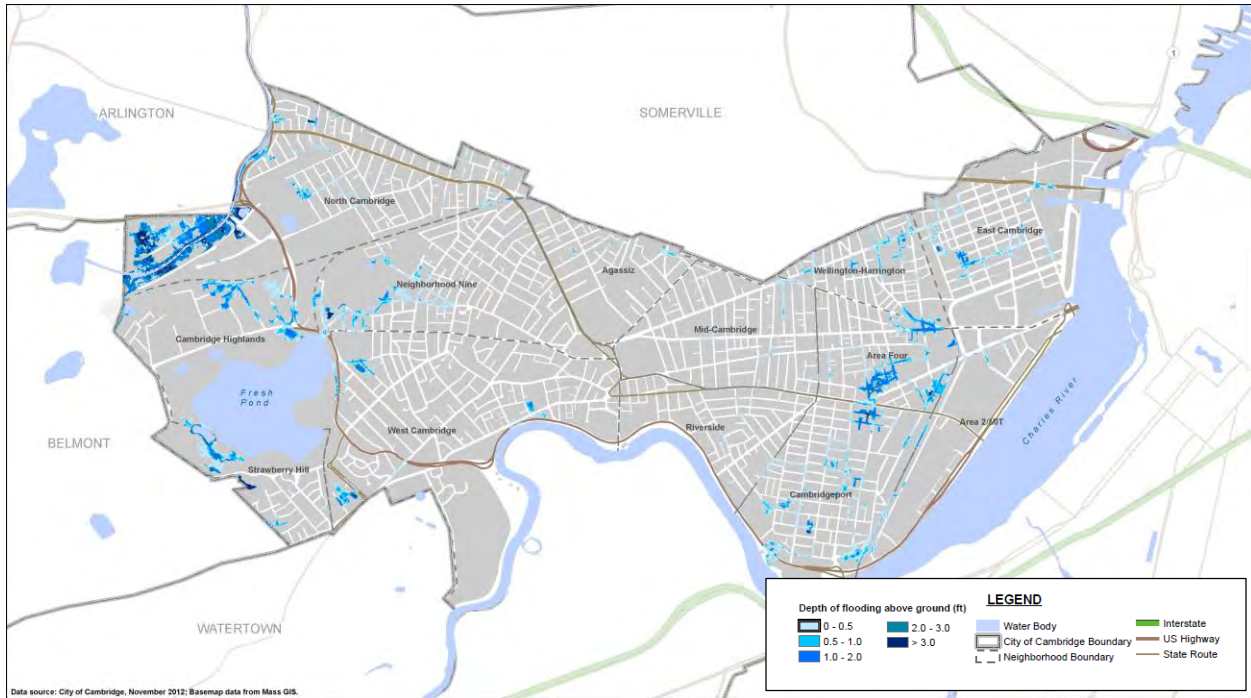 1
ARLINGTON
SOMERVILLE
North Cambridge
East Cambridge
Agassiz
Wellington-Harrington
Neighborhood Nine
Mid-Cambridge
Cambridge Highlands
Area Four
Fresh
Pond
Charles River
Area 2/MIT
Riverside
West Cambridge
BELMONT
Strawberry Hill
Cambridgeport
WATERTOWN
LEGEND
Depth of flooding above ground (ft)
0 - 0.5
0.5 - 1.0
1.0 - 2.0
2.0 - 3.0
> 3.0
Water Body
City of Cambridge Boundary
Neighborhood Boundary
Interstate
US Highway
State Route
Data source: City of Cambridge, November 2012; Basemap data from Mass GIS.